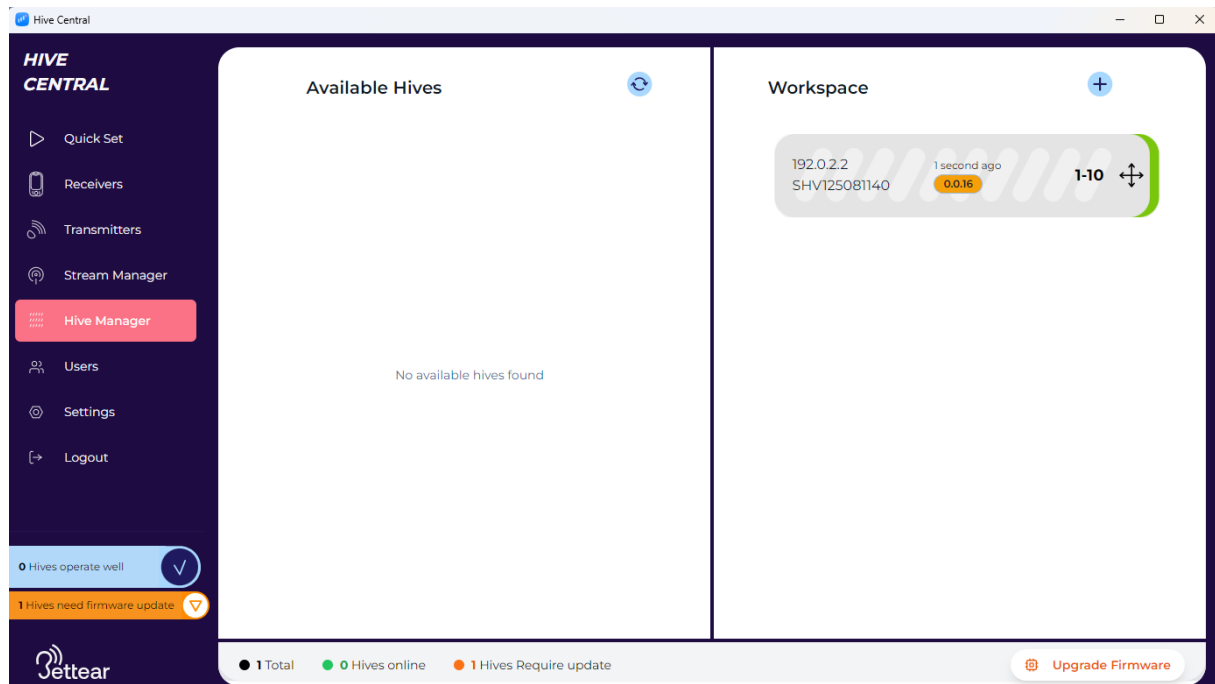 Hive Central
HIVE
CENTRAL
Quick Set
Receivers
Transmitters
Stream Manager
Hive Manager
Users
Settings
Logout
0 Hives operate well
1 Hives need firmware update
Bettear
Available Hives
No available hives found
Workspace
192.0.2.2
SHV125081140
1 second ago
0.0.16
1-10
1 Total
0 Hives online
1 Hives Require update
Upgrade Firmware